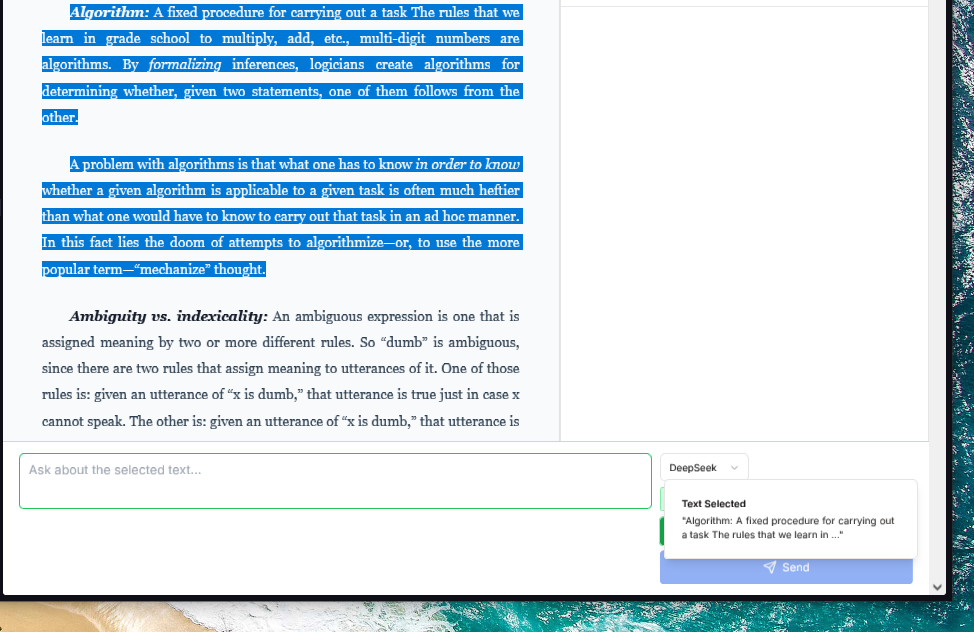 Algorithm: A fixed procedure for carrying out a task The rules that we
learn in grade school to multiply, add, etc., multi-digit numbers are
algorithms. By formalizing inferences, logicians create algorithms for
determining whether, given two statements, one of them follows from the
other.
A problem with algorithms is that what one has to know in order to know
whether a given algorithm is applicable to a given task is often much heftier
than what one would have to know to carry out that task in an ad hoc manner.
In this fact lies the doom of attempts to algorithmize—or, to use the more
popular term—“mechanize” thought.
Ambiguity vs. indexicality: An ambiguous expression is one that is
assigned meaning by two or more different rules. So “dumb” is ambiguous,
since there are two rules that assign meaning to utterances of it. One of those
rules is: given an utterance of “x is dumb,” that utterance is true just in case x
cannot speak. The other is: given an utterance of “x is dumb,” that utterance is
Ask about the selected text...
DeepSeek
Text Selected
"Algorithm: A fixed procedure for carrying out
a task The rules that we learn in ..."
Send